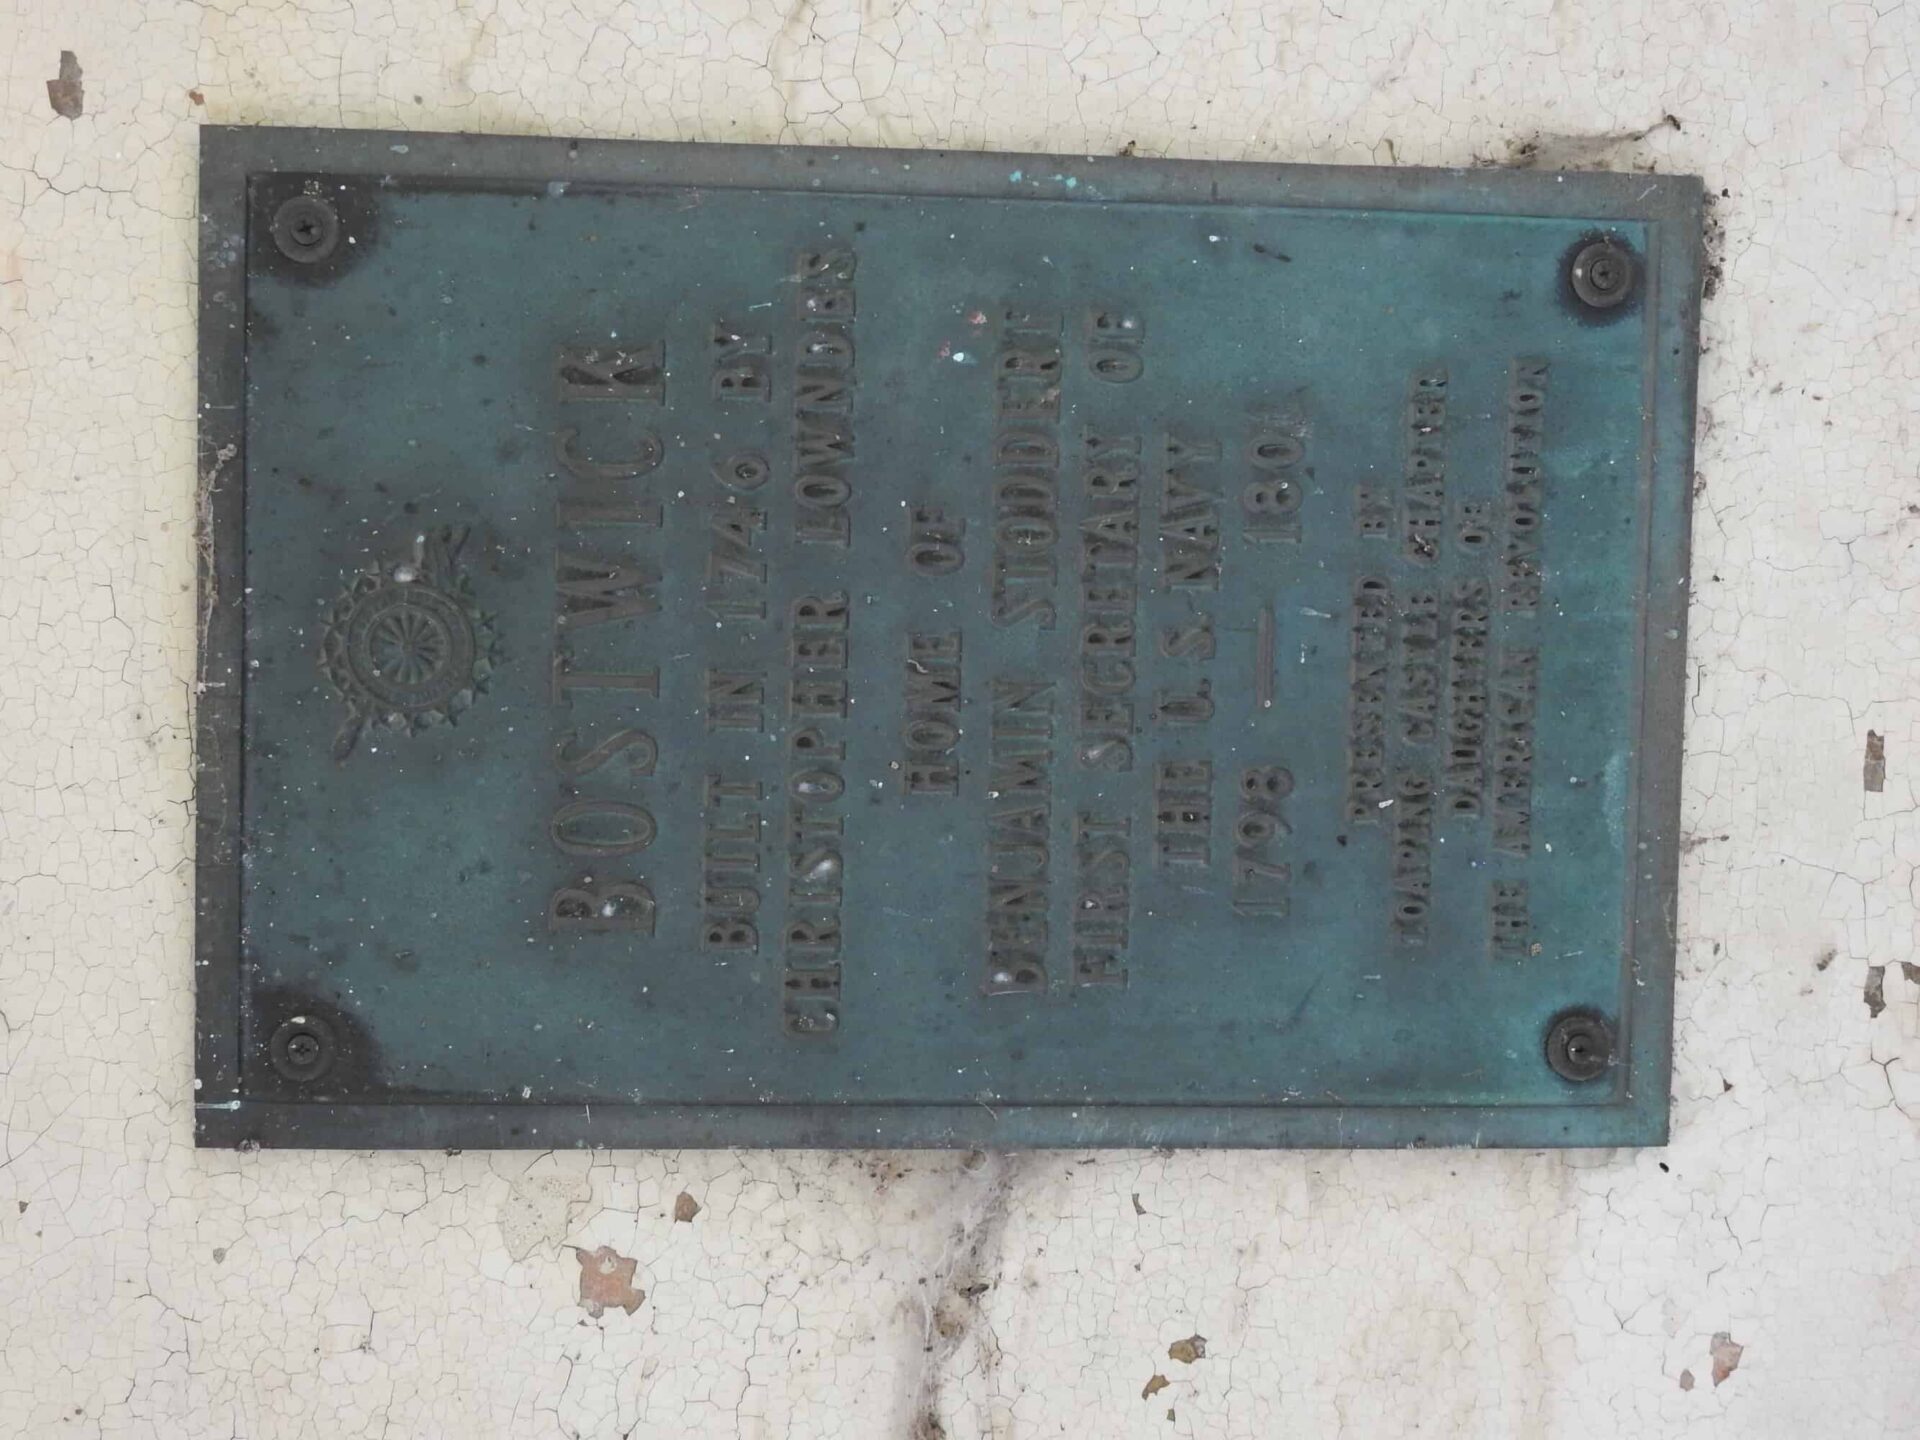 BOSTWICK
BUILT IN 1746 BY
CHRISTOPHER LOWNDES
HOME OF
BENJAMIN STODDERT
FIRST SECRETARY OF
THE U.S. NAVY
1798 — 1801
PRESENTED BY
TOAPING CASTLE CHAPTER
DAUGHTERS OF
THE AMERICAN REVOLUTION